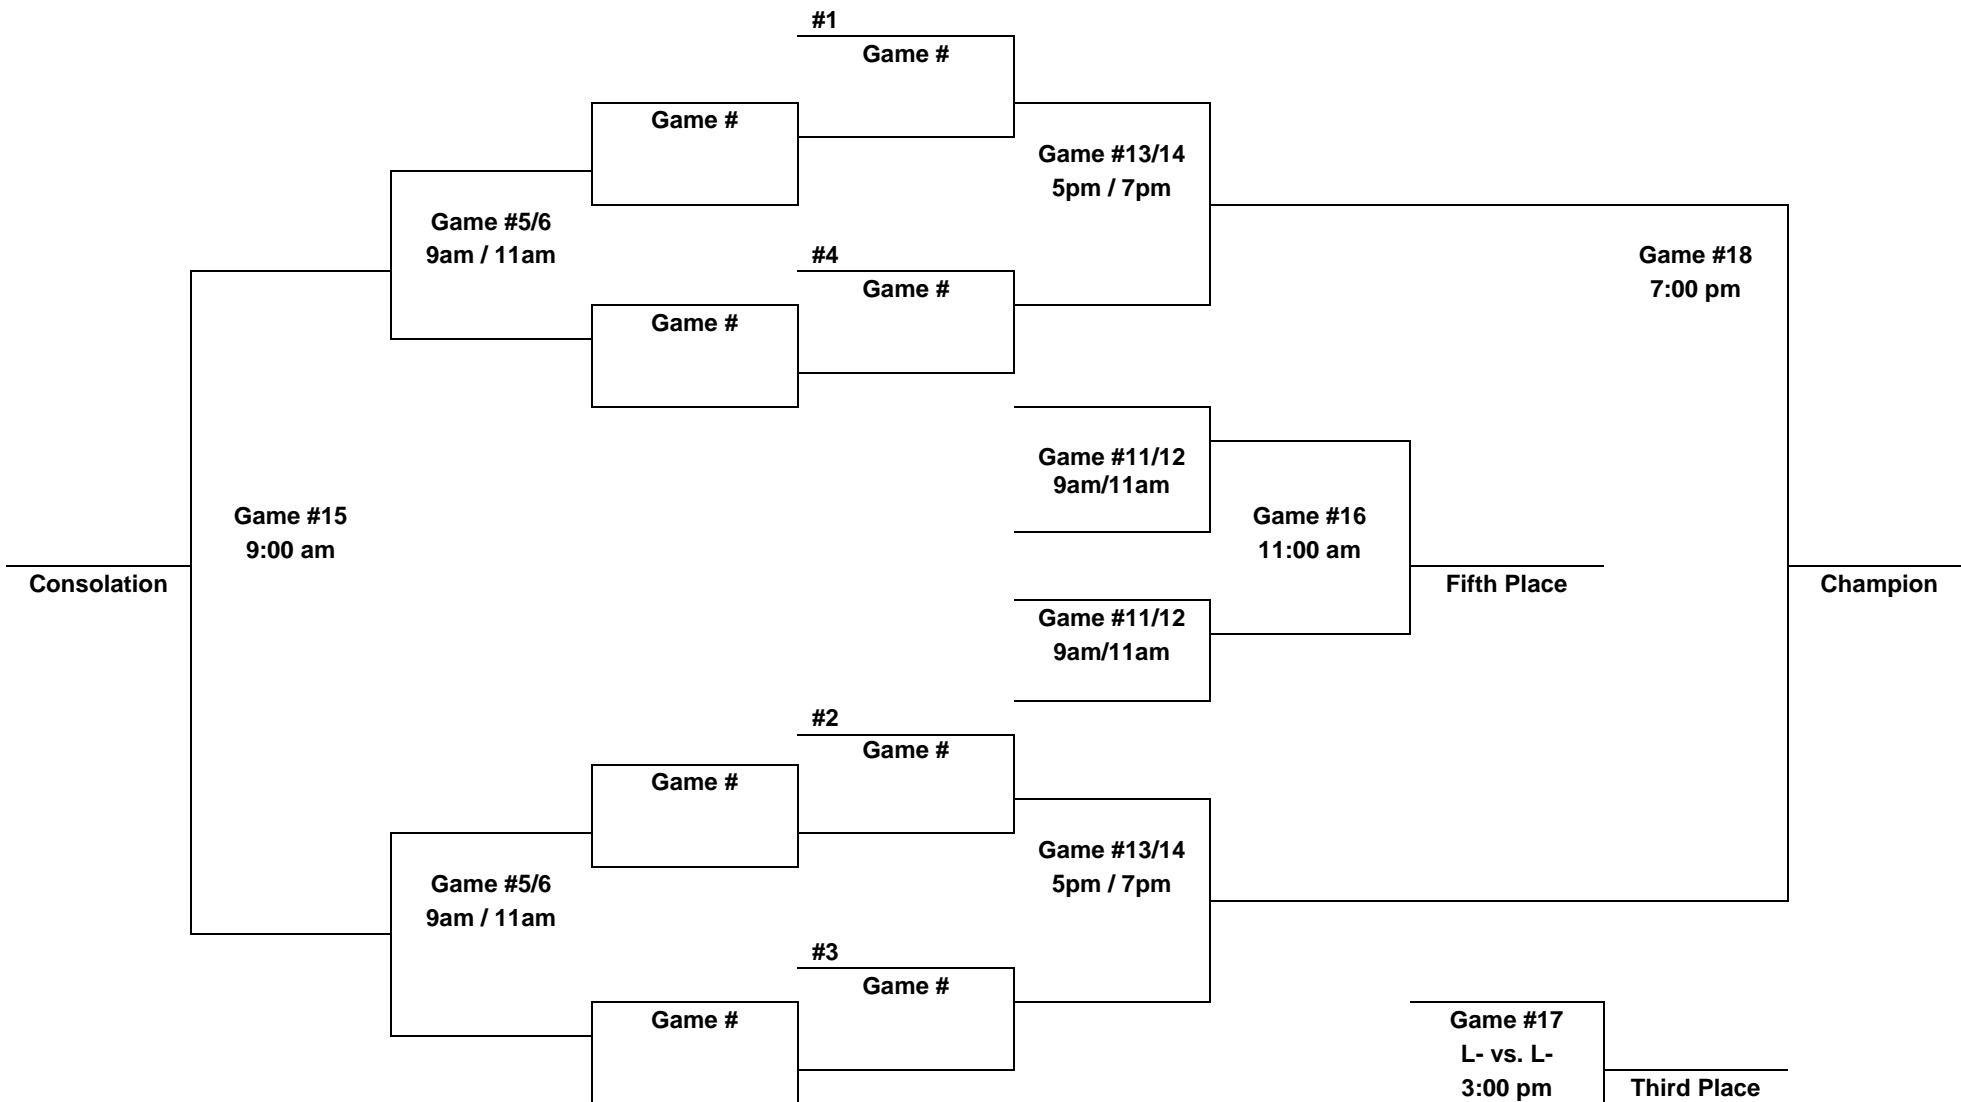 #1
Game #
Game #
Game #13/14
5pm / 7pm
Game #5/6
9am / 11am
#4
Game #
Game #18
7:00 pm
Game #
Game #11/12
9am/11am
Game #15
9:00 am
Game #16
11:00 am
Consolation
Fifth Place
Champion
Game #11/12
9am/11am
#2
Game #
Game #
Game #13/14
5pm / 7pm
Game #5/6
9am / 11am
#3
Game #
Game #
Game #17
L- vs. L-
3:00 pm
Third Place